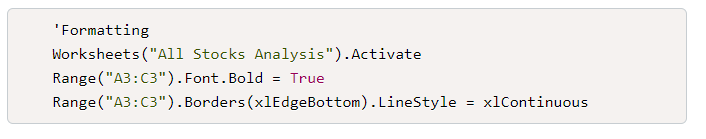 'Formatting
Worksheets("All Stocks Analysis").Activate
Range("A3:C3").Font.Bold = True
Range("A3:C3").Borders(xlEdgeBottom).LineStyle = xlContinuous